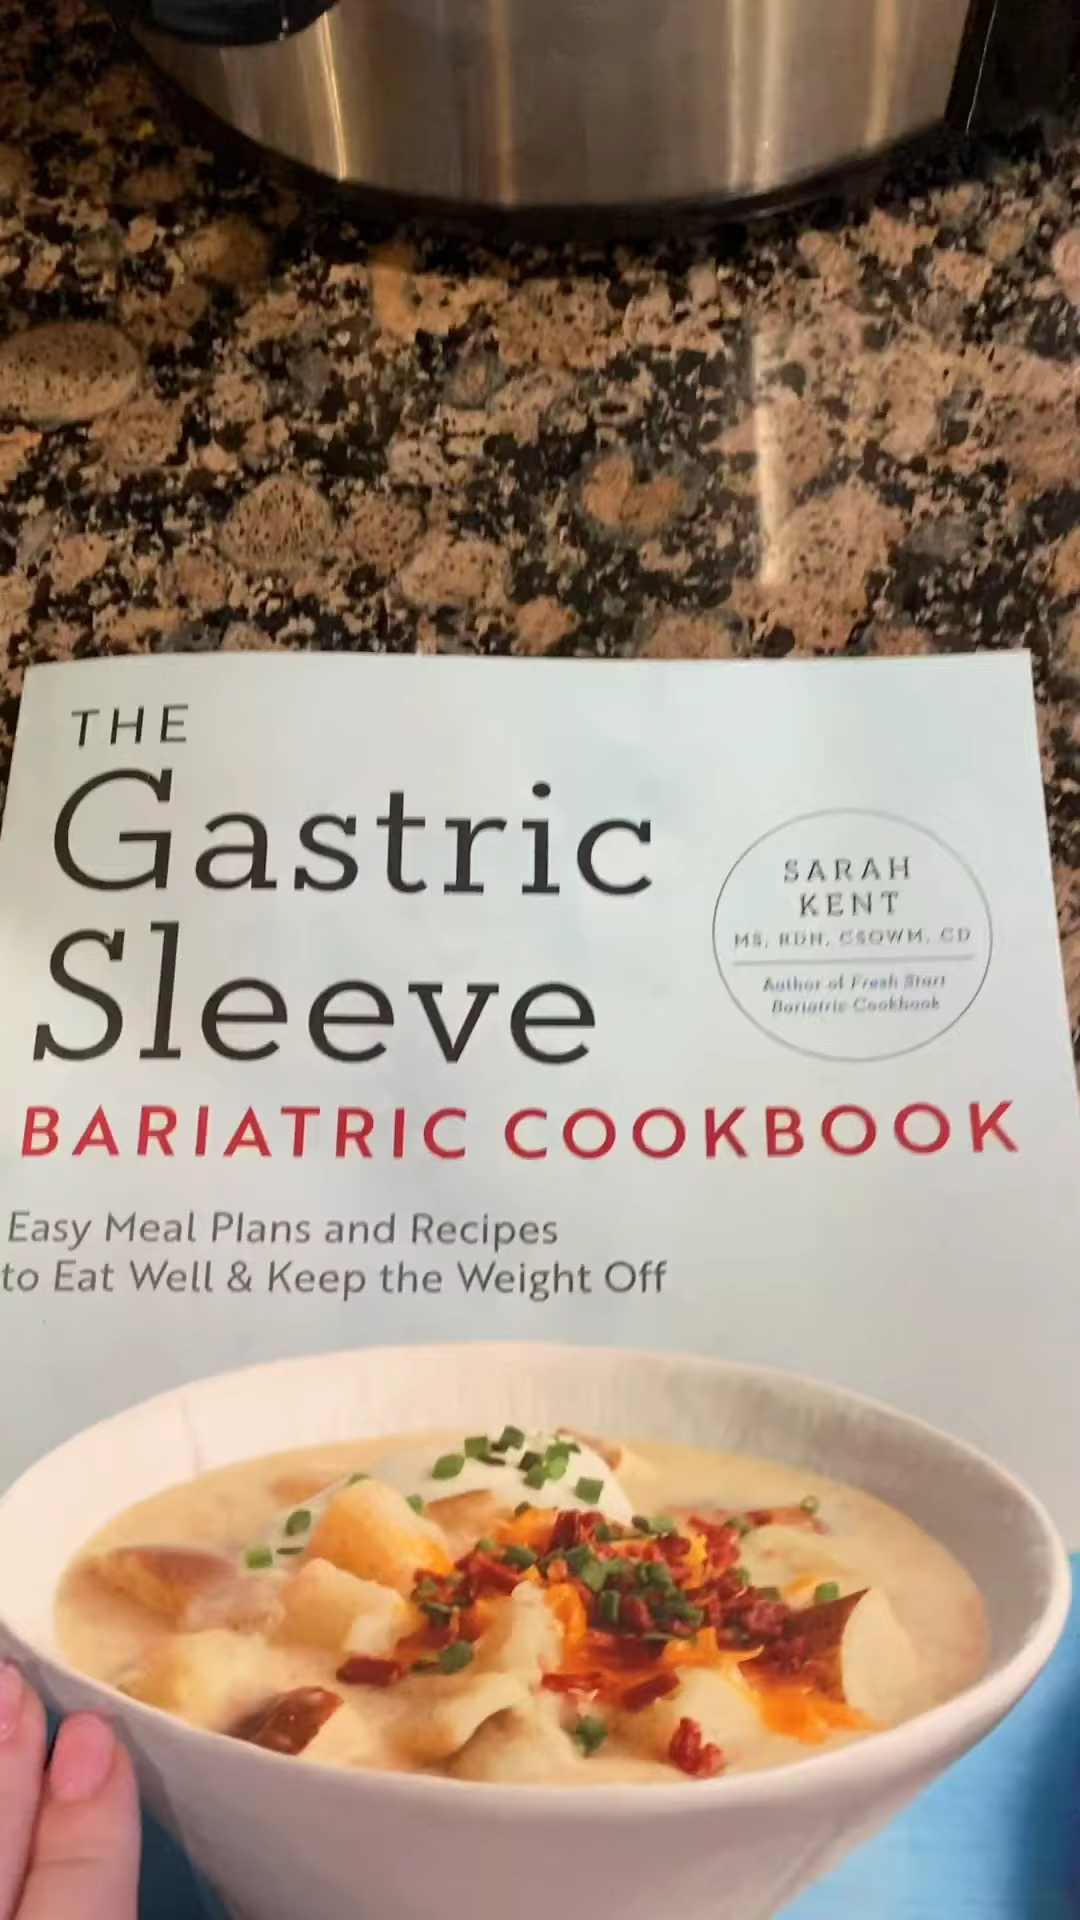 THE
Gastric
Sleeve
BARIATRIC COOKBOOK
Easy Meal Plans and Recipes
to Eat Well & Keep the Weight Off
SARAH
KENT
MS, RDN, CSOWM, CD
Author of Fresh Start
Bariatric Cookbook